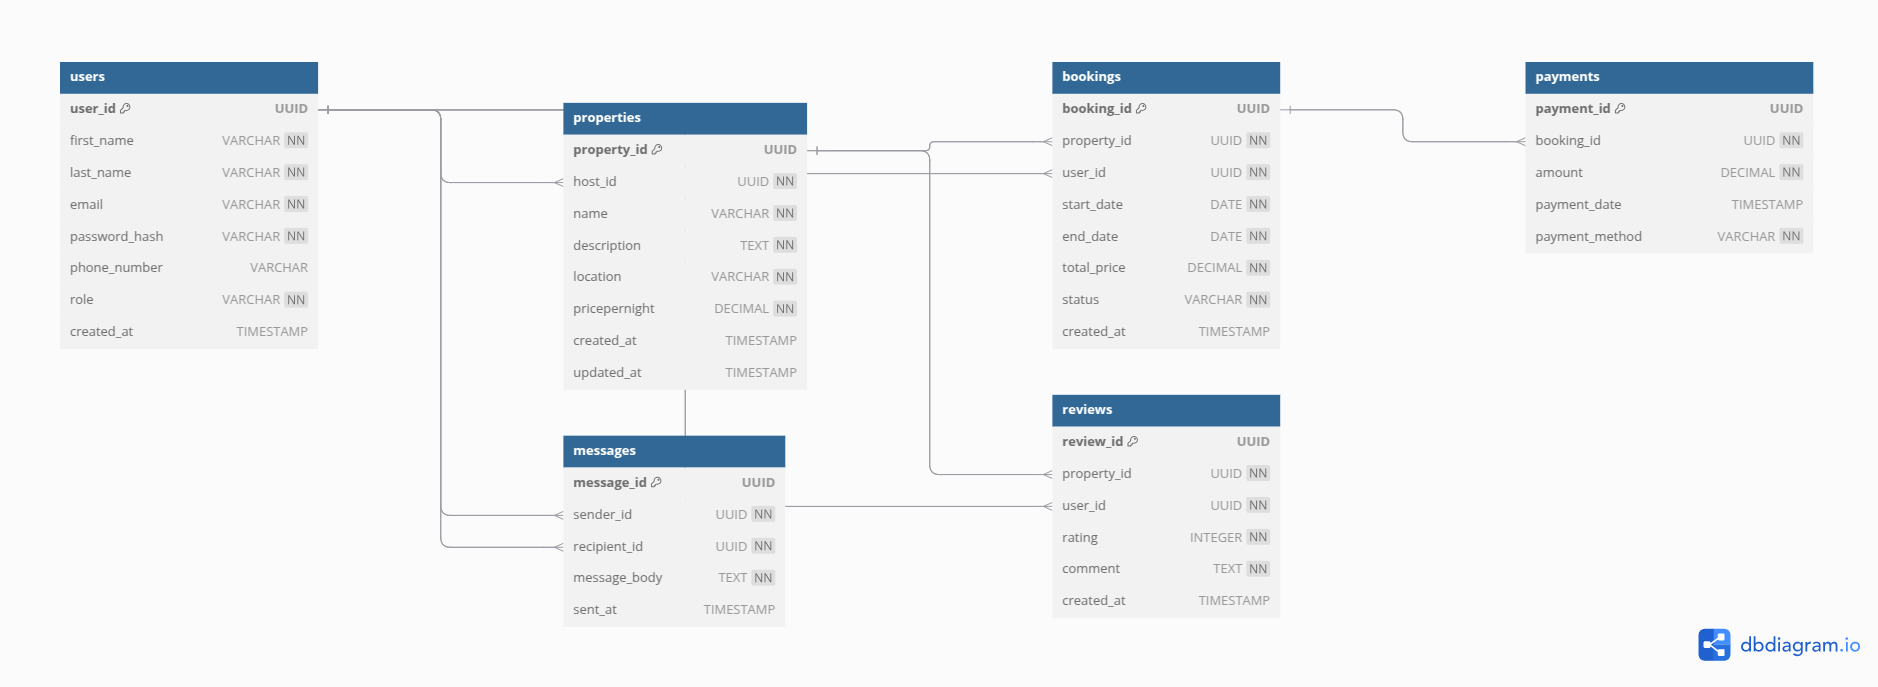 users
user_id UUID
first_name VARCHAR NN
last_name VARCHAR NN
email VARCHAR NN
password_hash VARCHAR NN
phone_number VARCHAR
role VARCHAR NN
created_at TIMESTAMP
properties
property_id UUID
host_id UUID NN
name VARCHAR NN
description TEXT NN
location VARCHAR NN
pricepernight DECIMAL NN
created_at TIMESTAMP
updated_at TIMESTAMP
messages
message_id UUID
sender_id UUID NN
recipient_id UUID NN
message_body TEXT NN
sent_at TIMESTAMP
bookings
booking_id UUID
property_id UUID NN
user_id UUID NN
start_date DATE NN
end_date DATE NN
total_price DECIMAL NN
status VARCHAR NN
created_at TIMESTAMP
reviews
review_id UUID
property_id UUID NN
user_id UUID NN
rating INTEGER NN
comment TEXT NN
created_at TIMESTAMP
payments
payment_id UUID
booking_id UUID NN
amount DECIMAL NN
payment_date TIMESTAMP
payment_method VARCHAR NN
dbdiagram.io